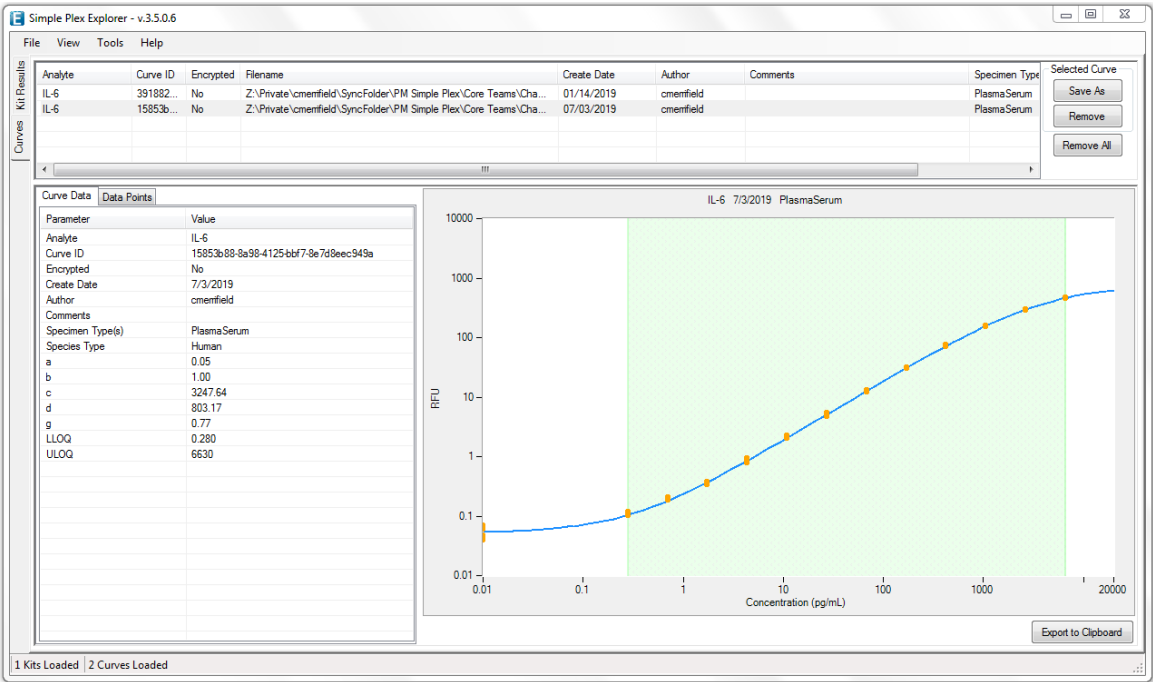 Simple Plex Explorer - v.3.5.0.6
File View Tools Help
Kit Results
Curves
Analyte Curve ID Encrypted Filename Create Date Author Comments Specimen Type
IL-6 391882... No Z:\Private\cmerrifield\SyncFolder\PM Simple Plex\Core Teams\Cha... 01/14/2019 cmerrifield PlasmaSerum
IL-6 15853b... No Z:\Private\cmerrifield\SyncFolder\PM Simple Plex\Core Teams\Cha... 07/03/2019 cmerrifield PlasmaSerum
Selected Curve
Save As
Remove
Remove All
Curve Data Data Points
Parameter Value
Analyte IL-6
Curve ID 15853b88-8a98-4125-bbf7-8e7d8eec949a
Encrypted No
Create Date 7/3/2019
Author cmerrifield
Comments
Specimen Type(s) PlasmaSerum
Species Type Human
a 0.05
b 1.00
c 3247.64
d 803.17
g 0.77
LLOQ 0.280
ULOQ 6630
IL-6 7/3/2019 PlasmaSerum
10000
1000
100
10
1
0.1
0.01
RFU
0.01 0.1 1 10 100 1000 20000
Concentration (pg/mL)
Export to Clipboard
1 Kits Loaded 2 Curves Loaded